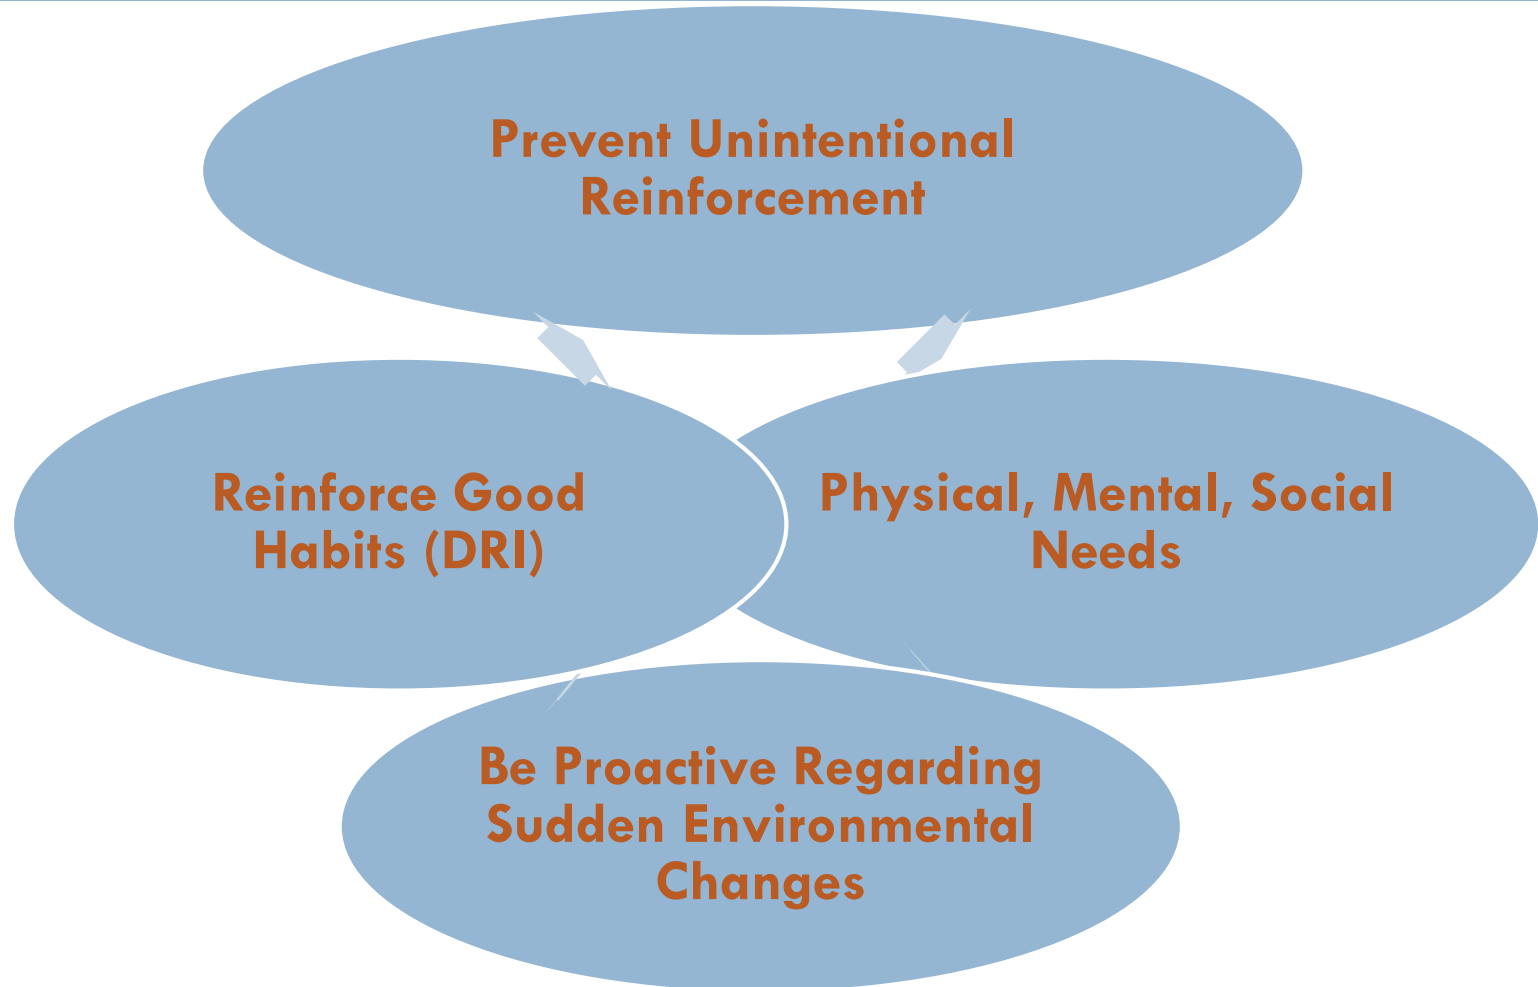 Prevent Unintentional
Reinforcement
Reinforce Good
Habits (DRI)
Physical, Mental, Social
Needs
Be Proactive Regarding
Sudden Environmental
Changes